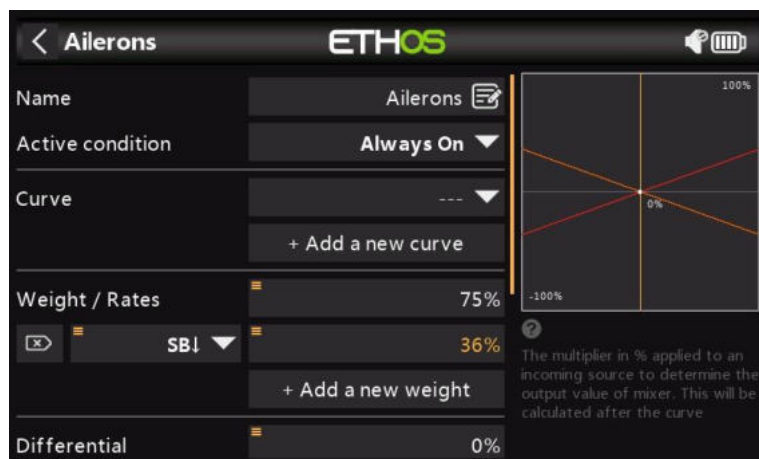 Ailerons
ETHOS
Name
Ailerons
Active condition
Always On
Curve
---
+ Add a new curve
Weight / Rates
75%
SB↓
36%
+ Add a new weight
Differential
0%
100%
0%
-100%
The multiplier in % applied to an
incoming source to determine the
output value of mixer. This will be
calculated after the curve